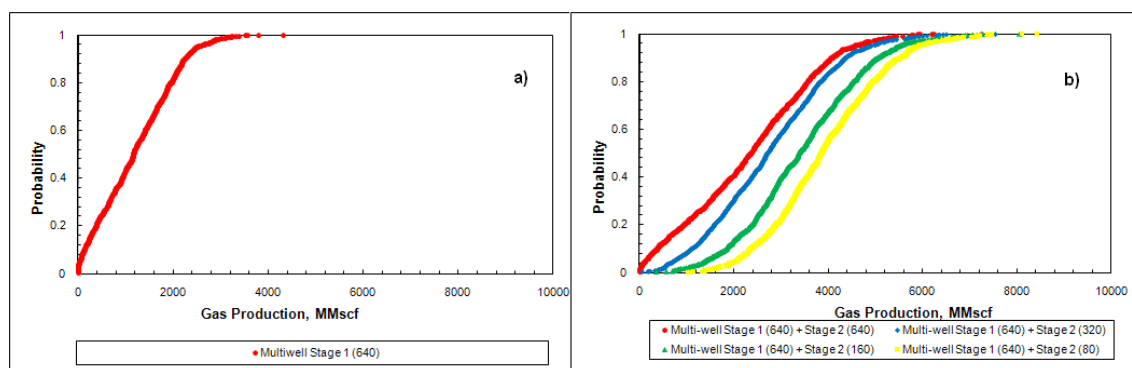 a)
1
0.8
0.6
0.4
0.2
0
Probability
0 2000 4000 6000 8000 10000
Gas Production, MMscf
Multiwell Stage 1 (640)
b)
1
0.8
0.6
0.4
0.2
0
Probability
0 2000 4000 6000 8000 10000
Gas Production, MMscf
Multi-well Stage 1 (640) + Stage 2 (640) Multi-well Stage 1 (640) + Stage 2 (320)
Multi-well Stage 1 (640) + Stage 2 (160) Multi-well Stage 1 (640) + Stage 2 (80)